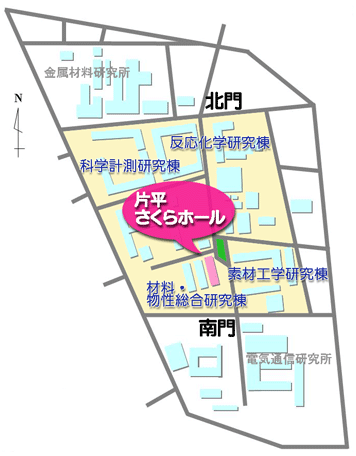 金属材料研究所
北門
N
反応化学研究棟
科学計測研究棟
片平
さくらホール
素材工学研究棟
材料・
物性総合研究棟
南門
電気通信研究所